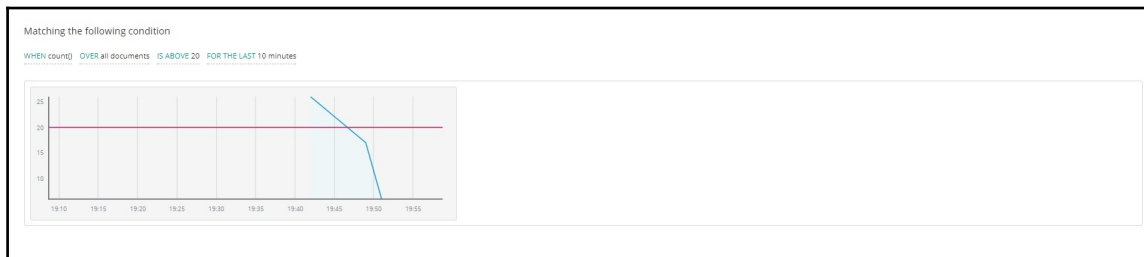 Matching the following condition
WHEN count() OVER all documents IS ABOVE 20 FOR THE LAST 10 minutes
25
20
15
10
19:10 19:15 19:20 19:25 19:30 19:35 19:40 19:45 19:50 19:55